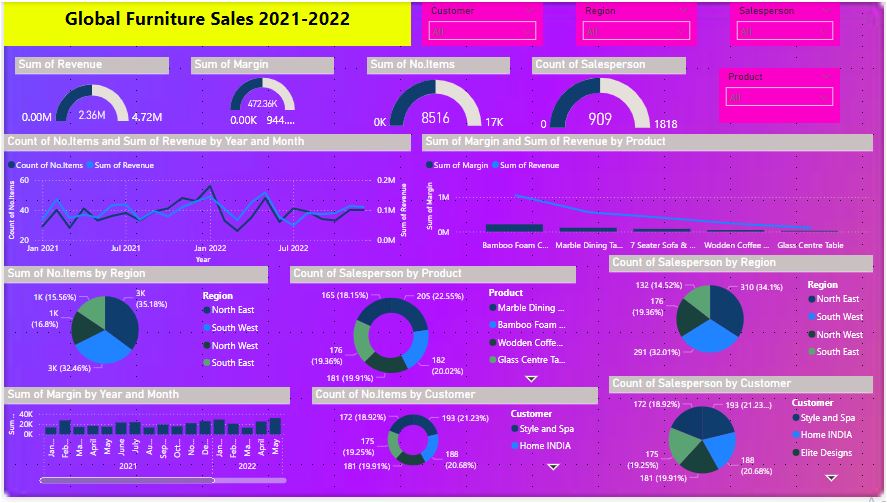 Global Furniture Sales 2021-2022
Customer
All
Region
All
Salesperson
All
Product
All
Sum of Revenue
0.00M
2.36M
4.72M
Sum of Margin
472.36K
0.00K
944....
Sum of No.Items
0K
8516
17K
Count of Salesperson
0
909
1818
Count of No.Items and Sum of Revenue by Year and Month
Count of No.Items
Sum of Revenue
Count of No.Items
60
40
20
0.2M
0.1M
0.0M
Sum of Revenue
Jan 2021
Jul 2021
Jan 2022
Jul 2022
Year
Sum of Margin and Sum of Revenue by Product
Sum of Margin
Sum of Revenue
Sum of Margin
1M
0M
Bamboo Foam C...
Marble Dining Ta...
7 Seater Sofa & ...
Wodden Coffee ...
Glass Centre Table
Sum of No.Items by Region
1K (15.56%)
3K
(35.18%)
1K
(16.8%)
3K (32.46%)
Region
North East
South West
North West
South East
Count of Salesperson by Product
165 (18.15%)
205 (22.55%)
176
(19.36%)
182
(20.02%)
181 (19.91%)
Product
Marble Dining ...
Bamboo Foam ...
Wodden Coffe...
Glass Centre Ta...
Count of Salesperson by Region
132 (14.52%)
310 (34.1%)
176
(19.36%)
291 (32.01%)
Region
North East
South West
North West
South East
Sum of Margin by Year and Month
Sum ...
40K
20K
0K
Jan...
Feb...
Ma...
April
May
June
July
Au...
Sep...
Oct...
No...
De...
Jan...
Feb...
Ma...
April
May
2021
2022
Count of No.Items by Customer
172 (18.92%)
193 (21.23%)
175
(19.25%)
188
(20.68%)
181 (19.91%)
Customer
Style and Spa
Home INDIA
Count of Salesperson by Customer
172 (18.92%)
193 (21.23...)
175
(19.25%)
188
(20.68%)
181 (19.91%)
Customer
Style and Spa
Home INDIA
Elite Designs